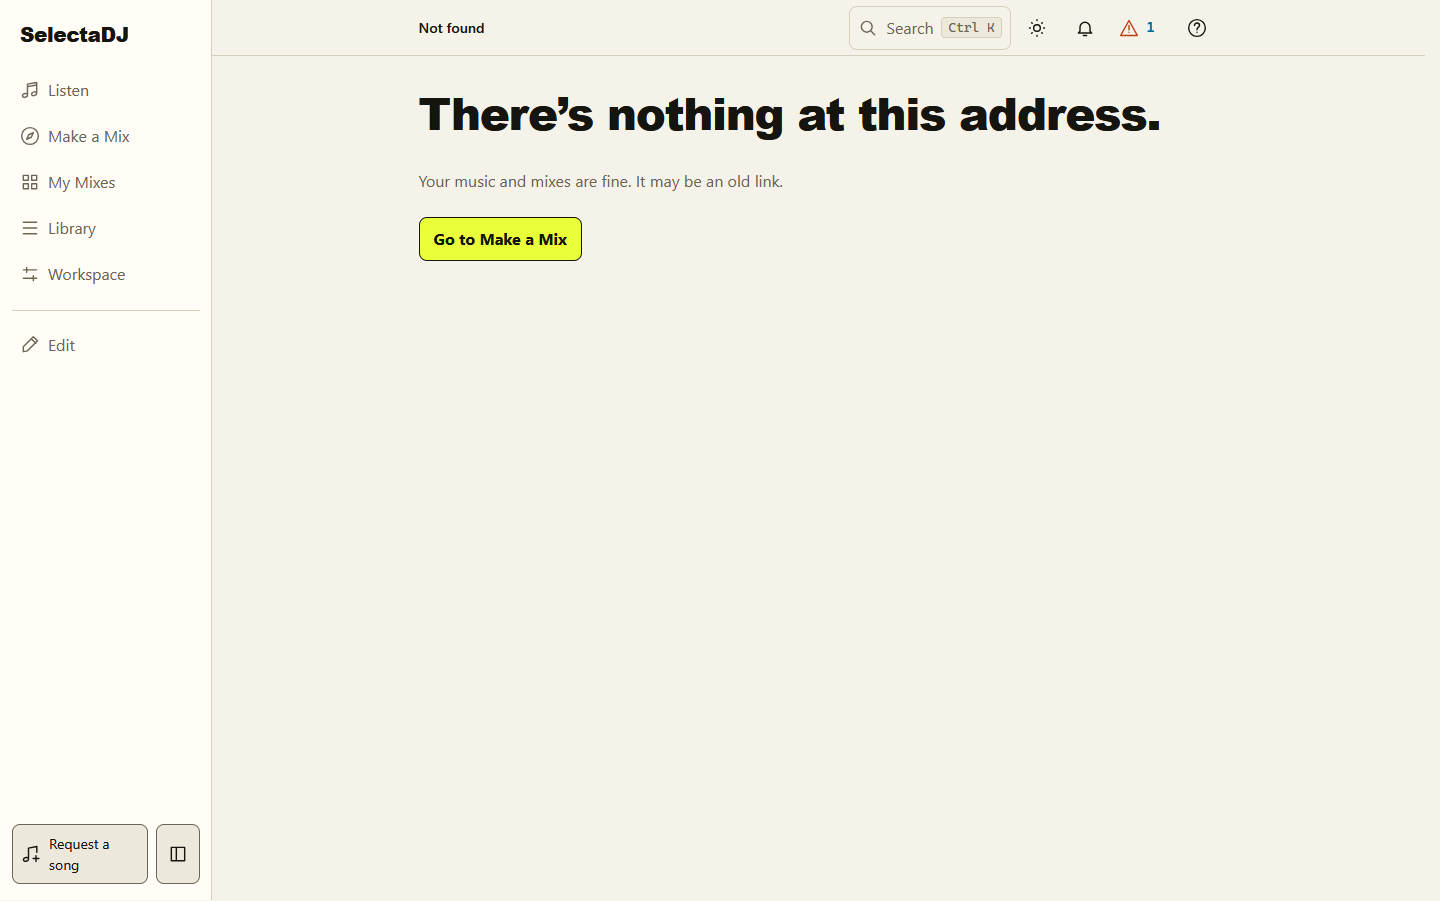 SelectaDJ
Listen
Make a Mix
My Mixes
Library
Workspace
Edit
Request a
song
Not found
Search Ctrl K
1
There’s nothing at this address.
Your music and mixes are fine. It may be an old link.
Go to Make a Mix